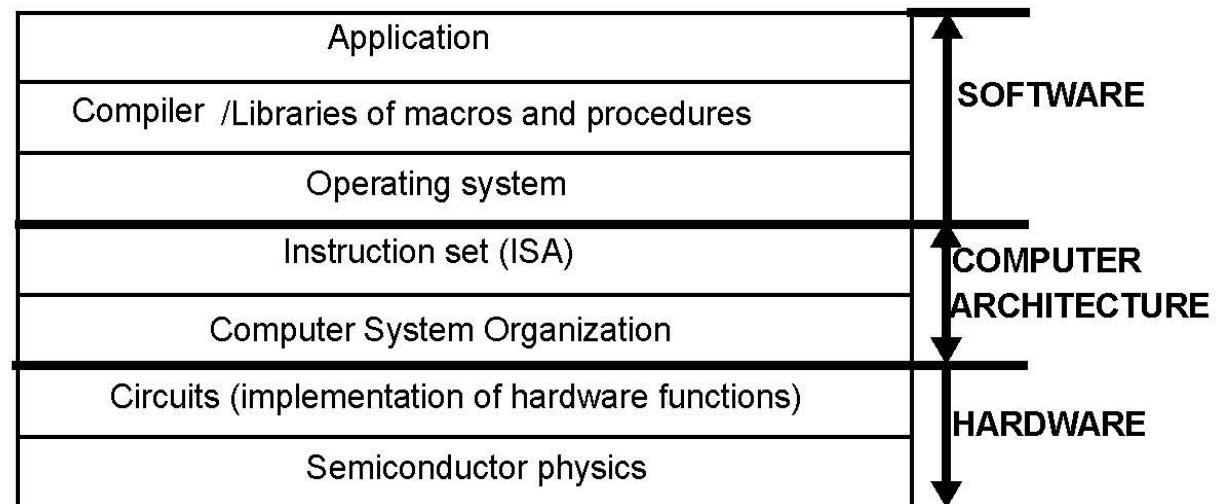 Application
Compiler /Libraries of macros and procedures
SOFTWARE
Operating system
Instruction set (ISA)
Computer System Organization
COMPUTER
ARCHITECTURE
Circuits (implementation of hardware functions)
Semiconductor physics
HARDWARE